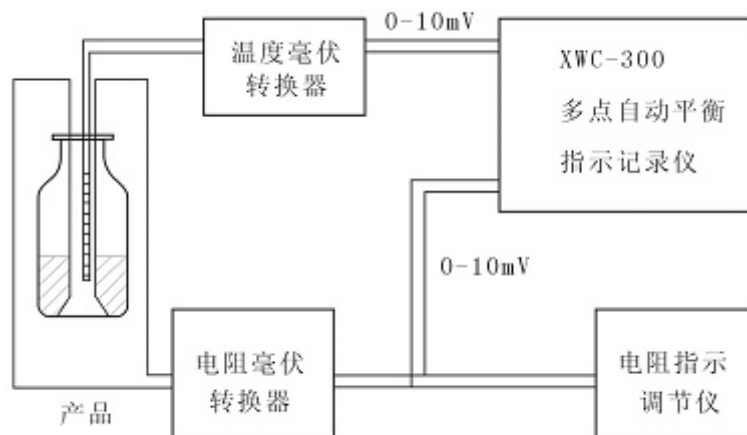 0-10mV
温度毫伏
转换器
XWC-300
多点自动平衡
指示记录仪
0-10mV
电阻毫伏
转换器
电阻指示
调节仪
产品